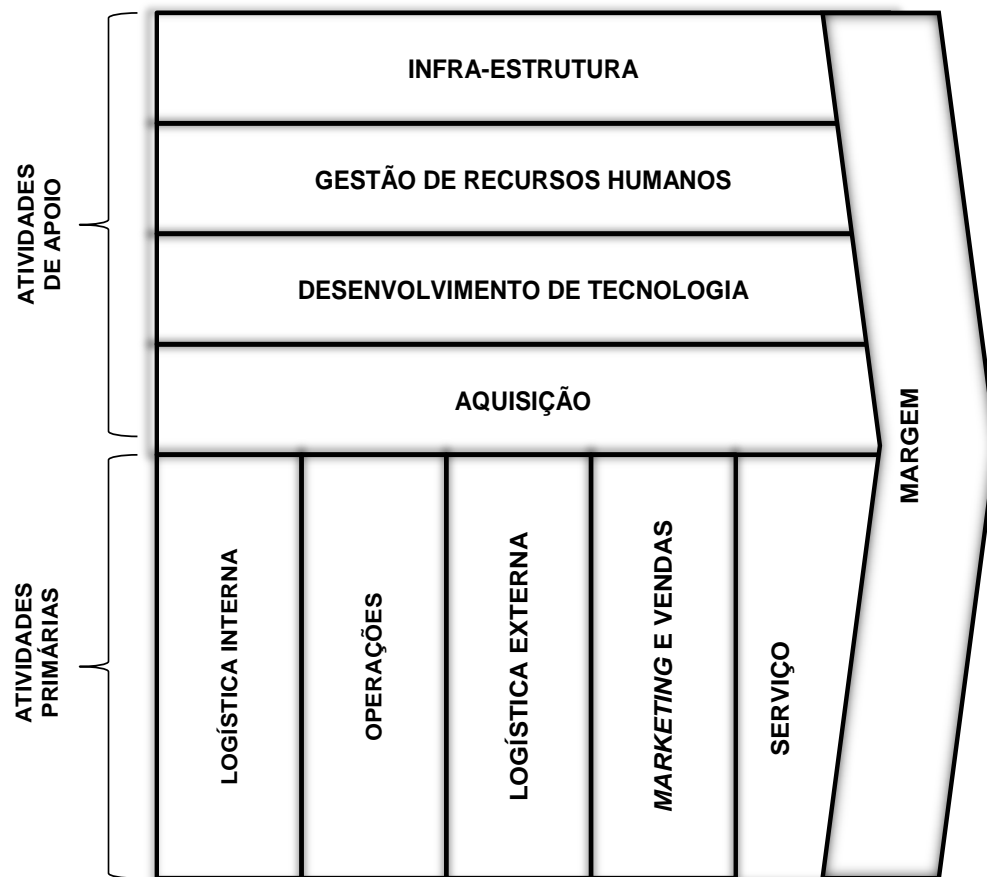 INFRA-ESTRUTURA
GESTÃO DE RECURSOS HUMANOS
DESENVOLVIMENTO DE TECNOLOGIA
AQUISIÇÃO
ATIVIDADES
DE APOIO
ATIVIDADES
PRIMÁRIAS
LOGÍSTICA INTERNA
OPERAÇÕES
LOGÍSTICA EXTERNA
MARKETING E VENDAS
SERVIÇO
MARGEM